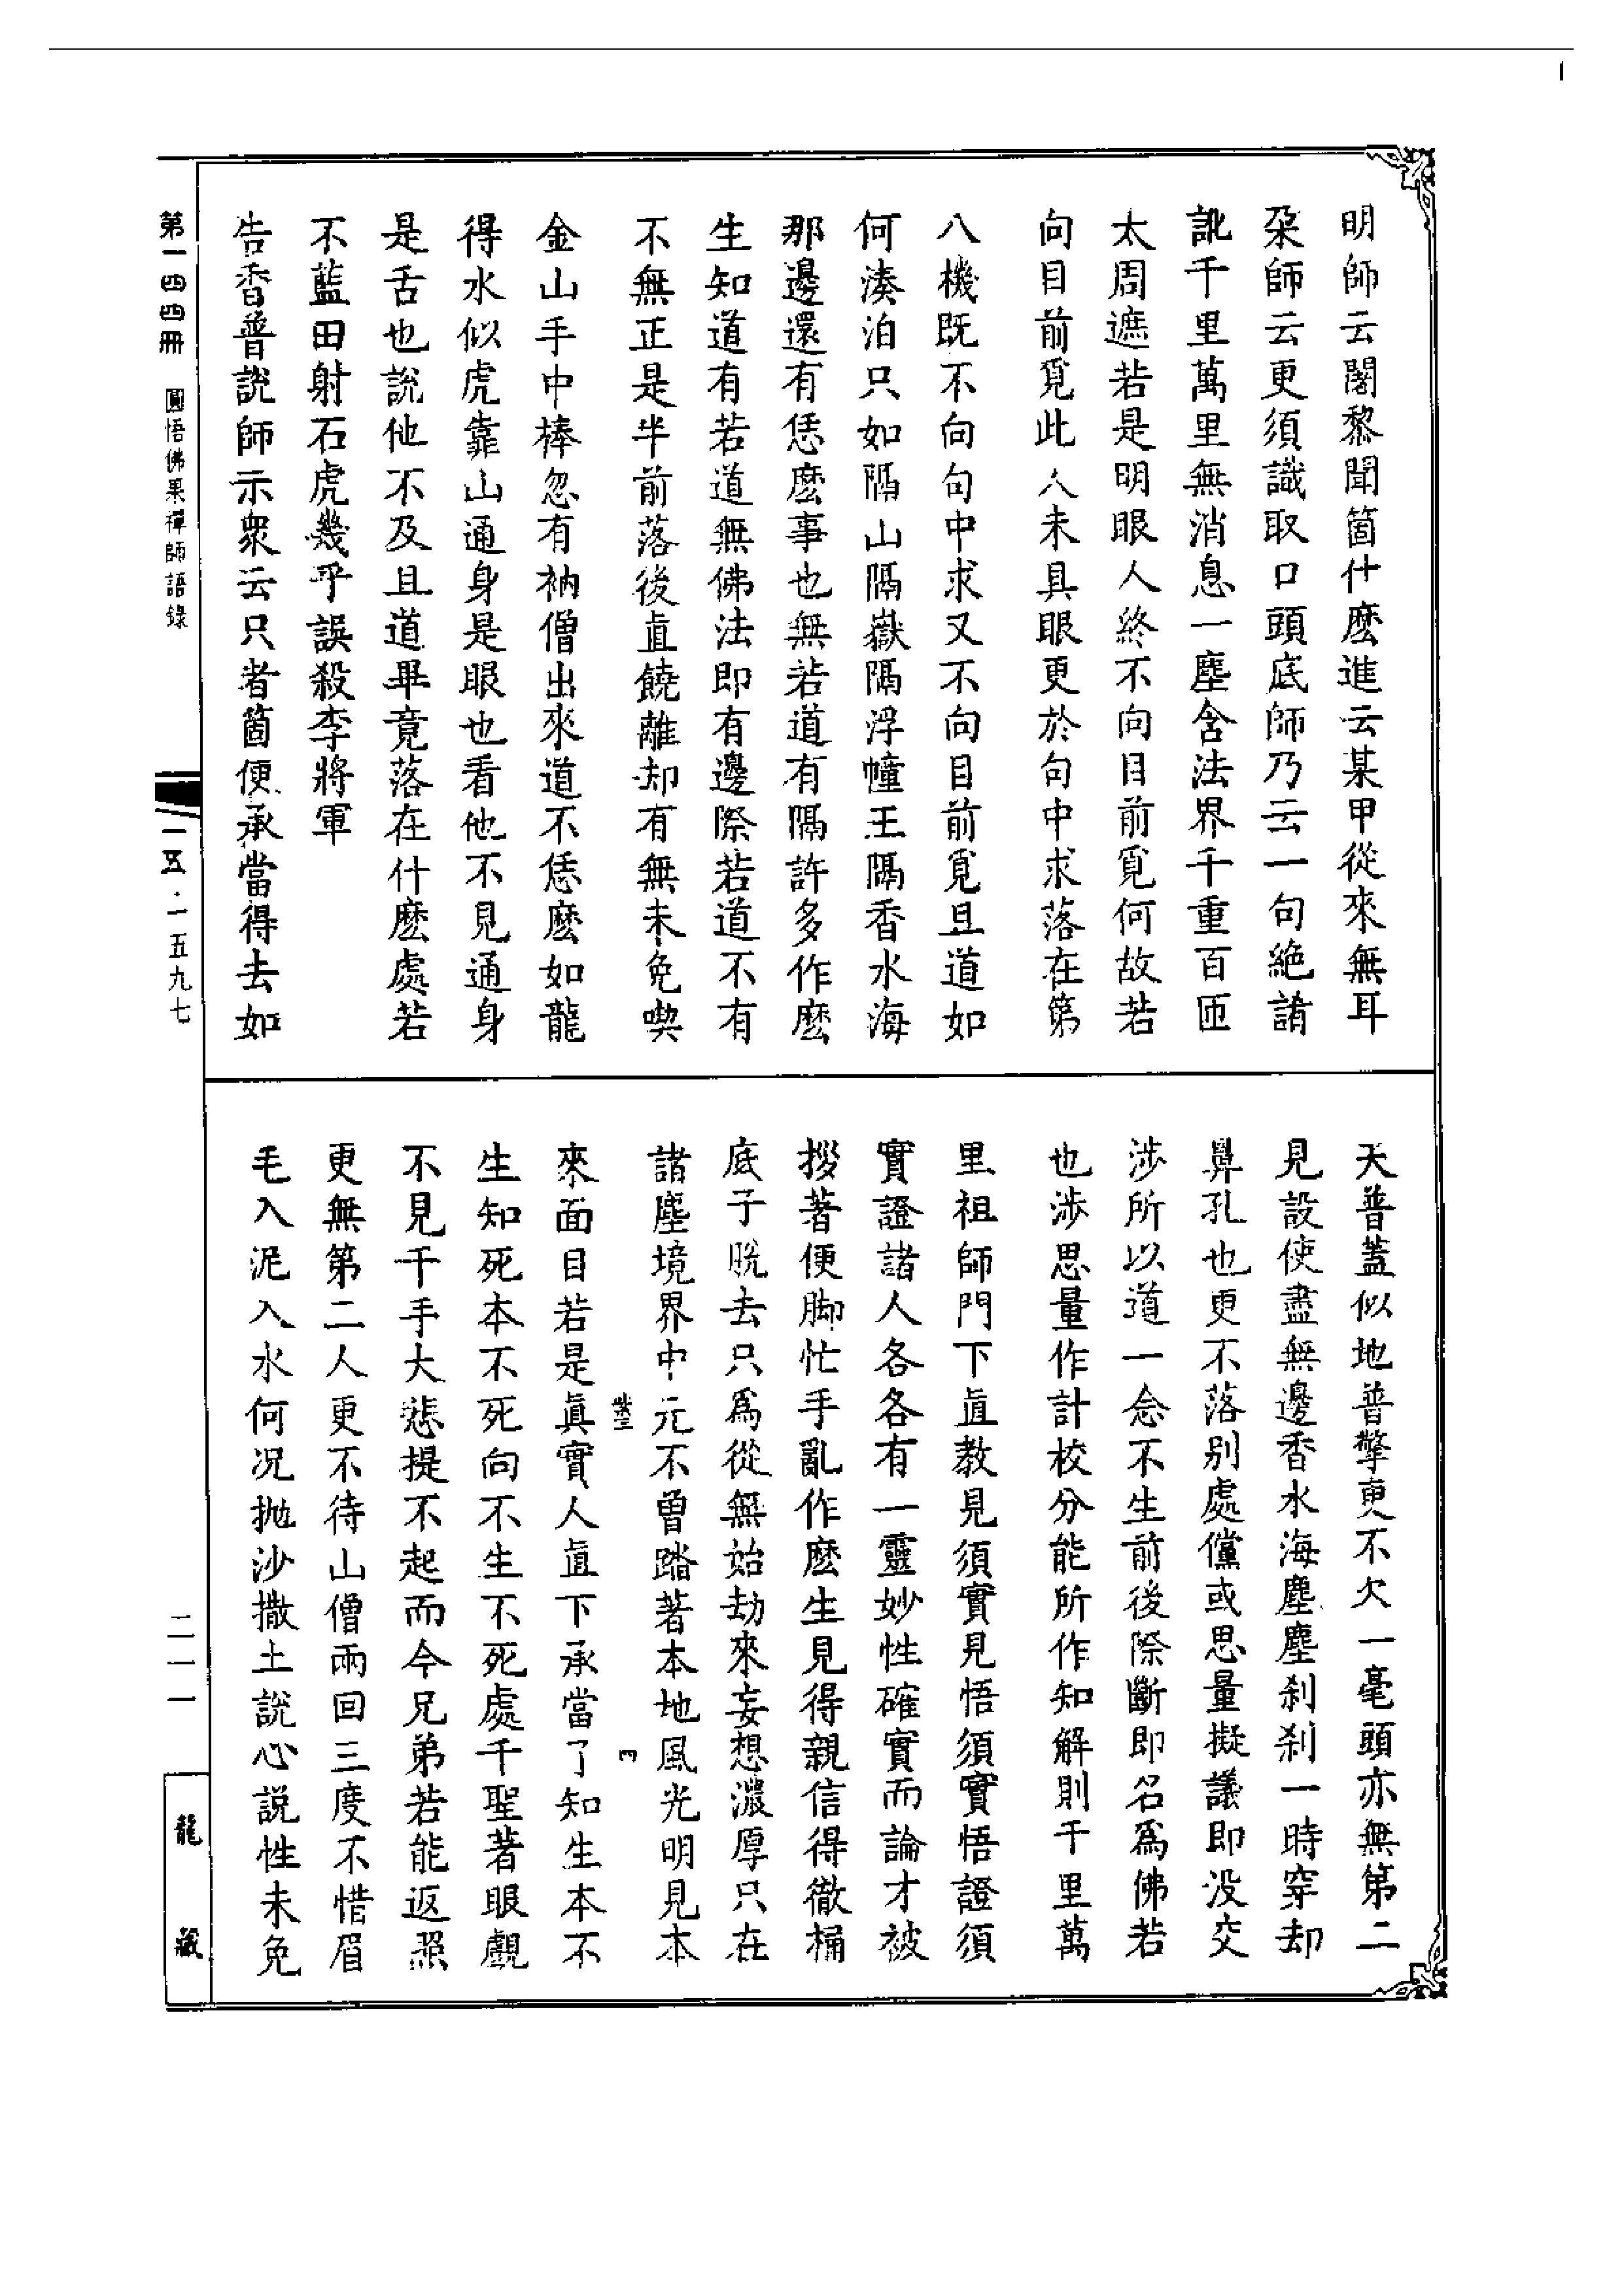 明師云闍黎聞箇什麽進云某甲從來無耳
朶師云更須識取口頭底師乃云一句絶誵
訛千里萬里無消息一塵含法界千重百匝
太周遮若是明眼人終不向目前覓何故若
向目前覓此人未具眼更於句中求落在第
八機既不向句中求又不向目前覓且道如
何湊泊只如隔山隔嶽隔浮幢王隔香水海
那邊還有恁麽事也無若道有隔許多作麽
生知道有若道無佛法即有邊際若道不有
不無正是半前落後直饒離却有無未免喫
金山手中棒忽有衲僧出來道不恁麽如龍
得水似虎靠山通身是眼也看他不見通身
是舌也説他不及且道畢竟落在什麽處若
不藍田射石虎幾乎誤殺李將軍
告香普説師示衆云只者箇便承當得去如
天普蓋似地普擎更不欠一毫頭亦無第二
見設使盡無邊香水海塵塵刹刹一時穿却
鼻孔也更不落别處儻或思量擬議即没交
涉所以道一念不生前後際斷即名爲佛若
也涉思量作計校分能所作知解則千里萬
里祖師門下直教見須實見悟須實悟證須
實證諸人各各有一靈妙性確實而論才被
拶著便脚忙手亂作麽生見得親信得徹桶
底子脱去只爲從無始劫來妄想濃厚只在
諸塵境界中元不曾踏著本地風光明見本
來面目若是眞實人直下承當了知生本不
生知死本不死向不生不死處千聖著眼覷
不見千手大悲提不起而今兄弟若能返照
更無第二人更不待山僧兩回三度不惜眉
毛入泥入水何况抛沙撒土説心説性未免
四
第一四四冊 圓悟佛果禪師語錄
一五·一五九七
二一一
龍藏